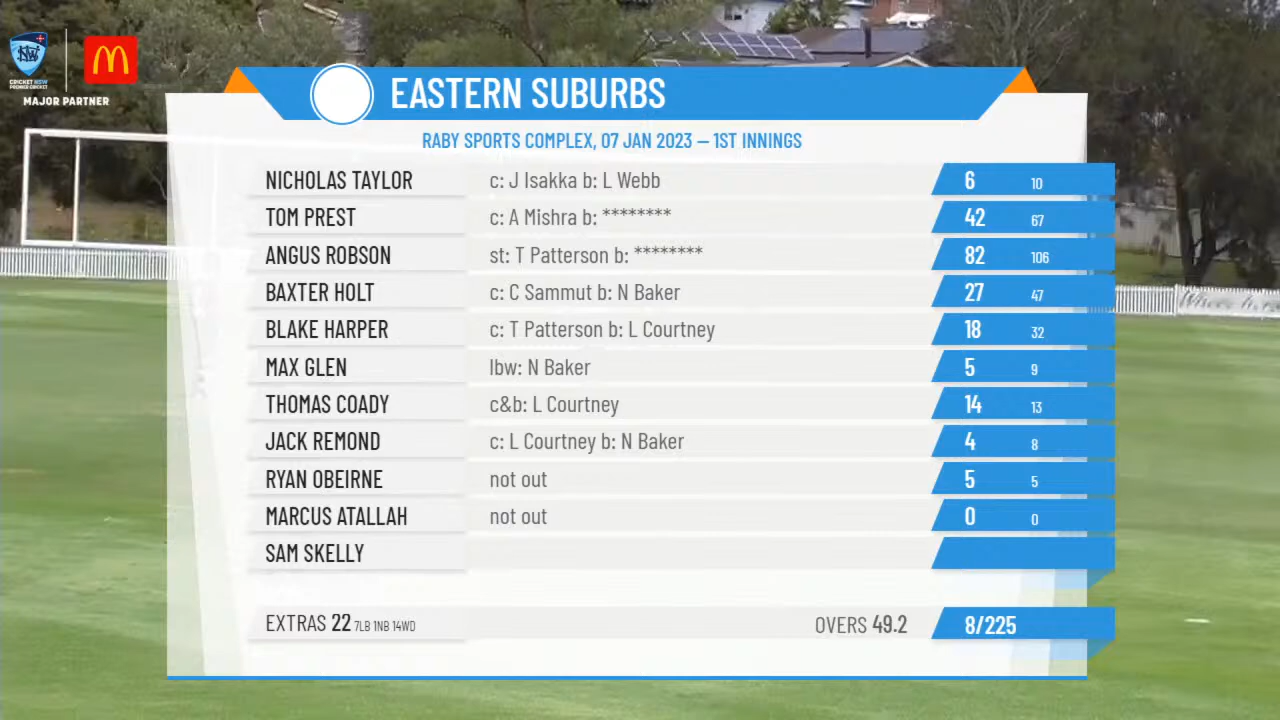 CRICKET NSW
PREMIER CRICKET
MAJOR PARTNER
EASTERN SUBURBS
RABY SPORTS COMPLEX, 07 JAN 2023 – 1ST INNINGS
NICHOLAS TAYLOR c: J Isakka b: L Webb 6 10
TOM PREST c: A Mishra b: ******** 42 67
ANGUS ROBSON st: T Patterson b: ******** 82 106
BAXTER HOLT c: C Sammut b: N Baker 27 47
BLAKE HARPER c: T Patterson b: L Courtney 18 32
MAX GLEN lbw: N Baker 5 9
THOMAS COADY c&b: L Courtney 14 13
JACK REMOND c: L Courtney b: N Baker 4 8
RYAN OBEIRNE not out 5 5
MARCUS ATALLAH not out 0 0
SAM SKELLY
EXTRAS 22 7LB 1NB 14WD OVERS 49.2 8/225